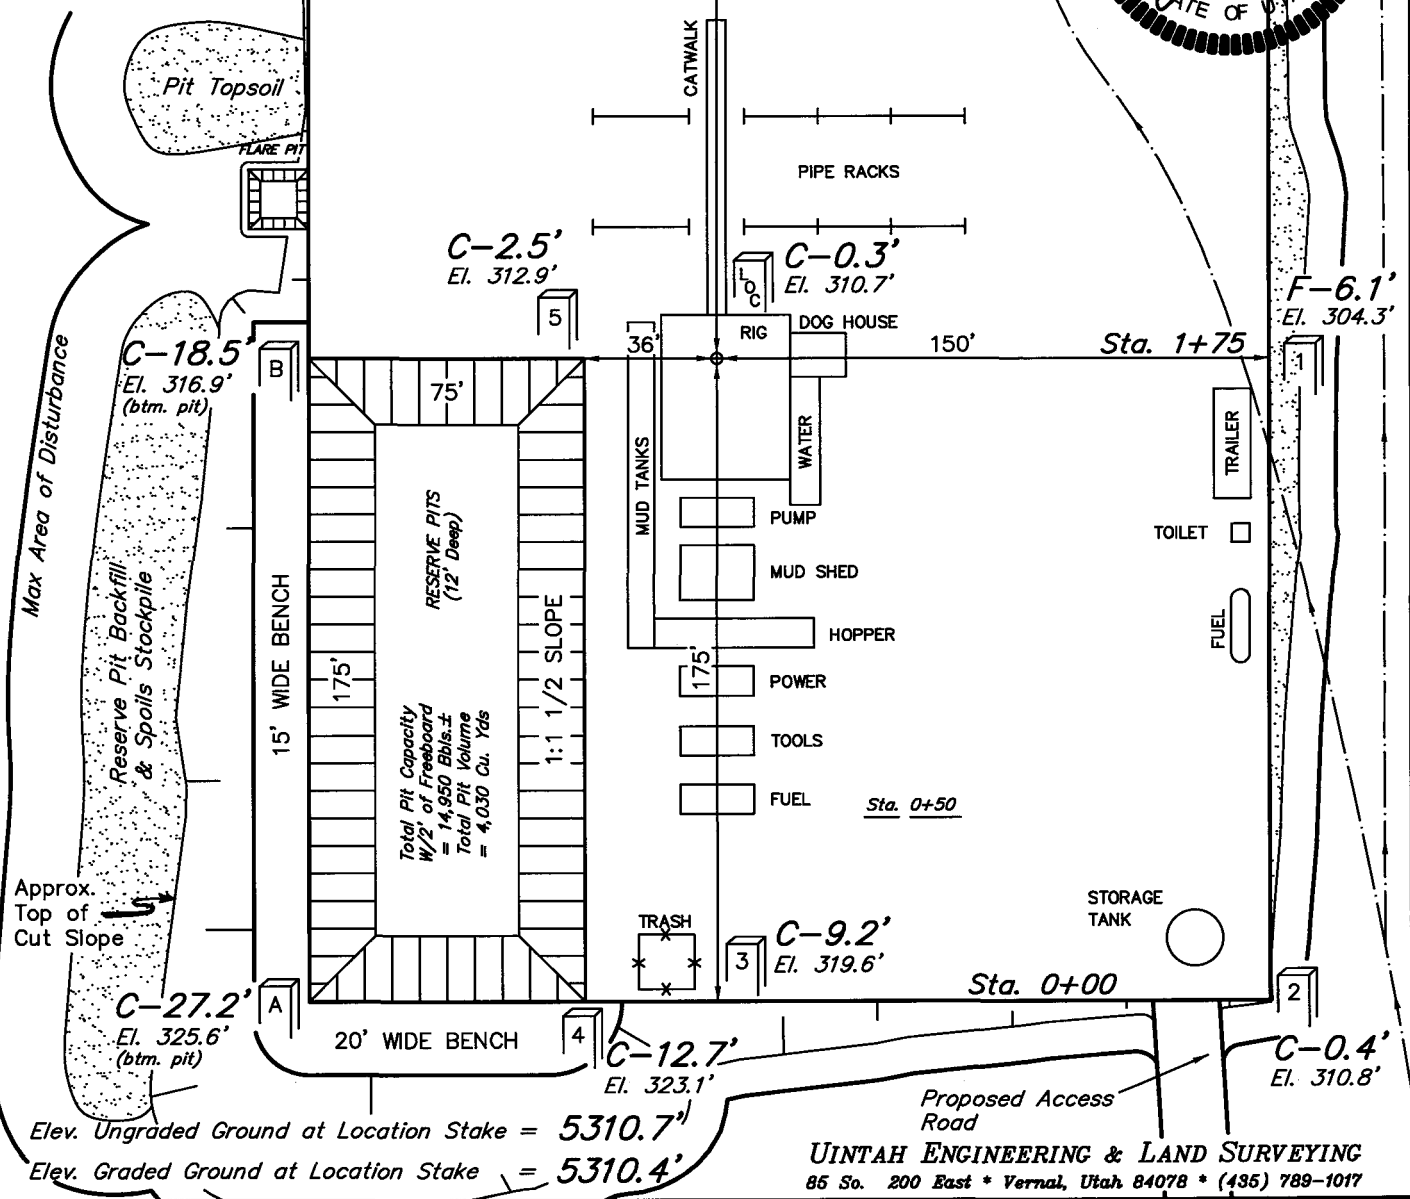 ATE OF U
CATWALK
Pit Topsoil
FLARE PIT
PIPE RACKS
C-2.5'
El. 312.9'
LOC
C-0.3'
El. 310.7'
F-6.1'
El. 304.3'
5
RIG
DOG HOUSE
36'
150'
Sta. 1+75
1
C-18.5'
El. 316.9'
(btm. pit)
B
75'
Max Area of Disturbance
MUD TANKS
WATER
TRAILER
RESERVE PITS
(12' Deep)
PUMP
TOILET
MUD SHED
Reserve Pit Backfill
& Spoils Stockpile
15' WIDE BENCH
175'
1:1 1/2 SLOPE
HOPPER
FUEL
175'
POWER
Total Pit Capacity
W/2' of Freeboard
= 14,950 Bbls.±
Total Pit Volume
= 4,030 Cu. Yds
TOOLS
FUEL
Sta. 0+50
Approx.
Top of
Cut Slope
TRASH
3
C-9.2'
El. 319.6'
STORAGE
TANK
Sta. 0+00
2
C-27.2'
El. 325.6'
(btm. pit)
A
20' WIDE BENCH
4
C-12.7'
El. 323.1'
C-0.4'
El. 310.8'
Proposed Access
Road
Elev. Ungraded Ground at Location Stake = 5310.7'
Elev. Graded Ground at Location Stake = 5310.4'
UINTAH ENGINEERING & LAND SURVEYING
85 So. 200 East * Vernal, Utah 84078 * (435) 789-1017